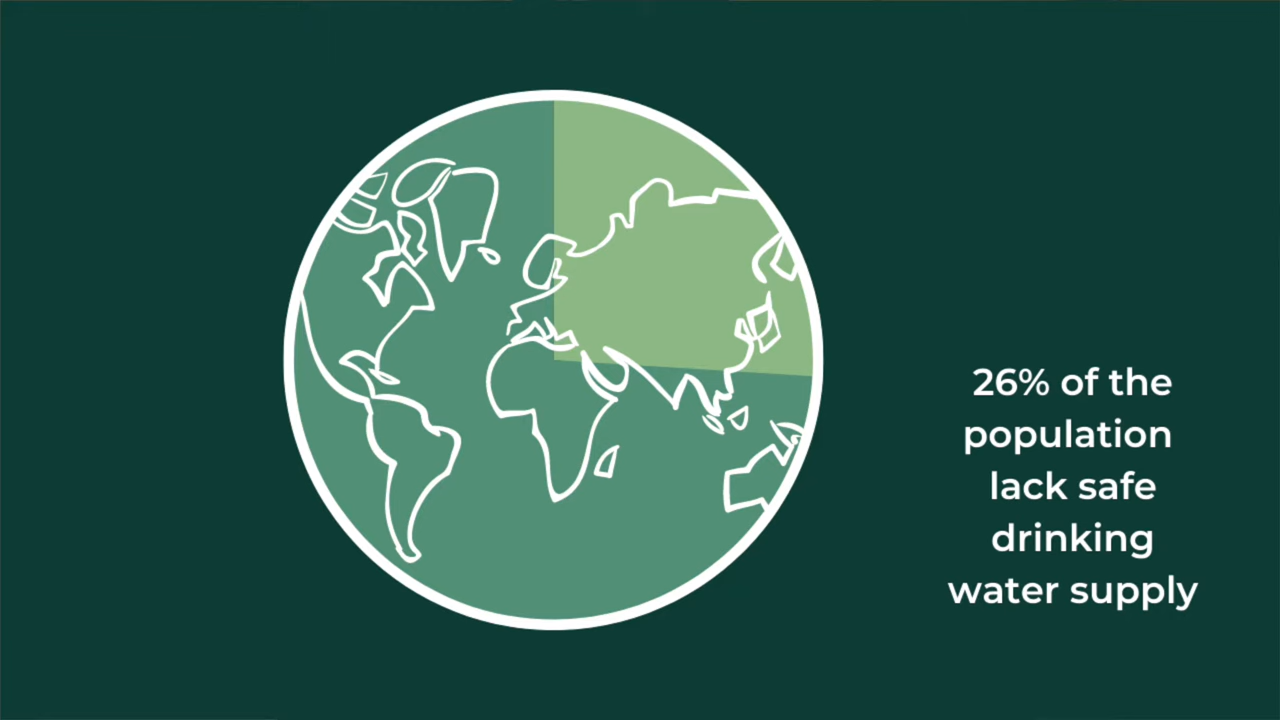 26% of the
population
lack safe
drinking
water supply